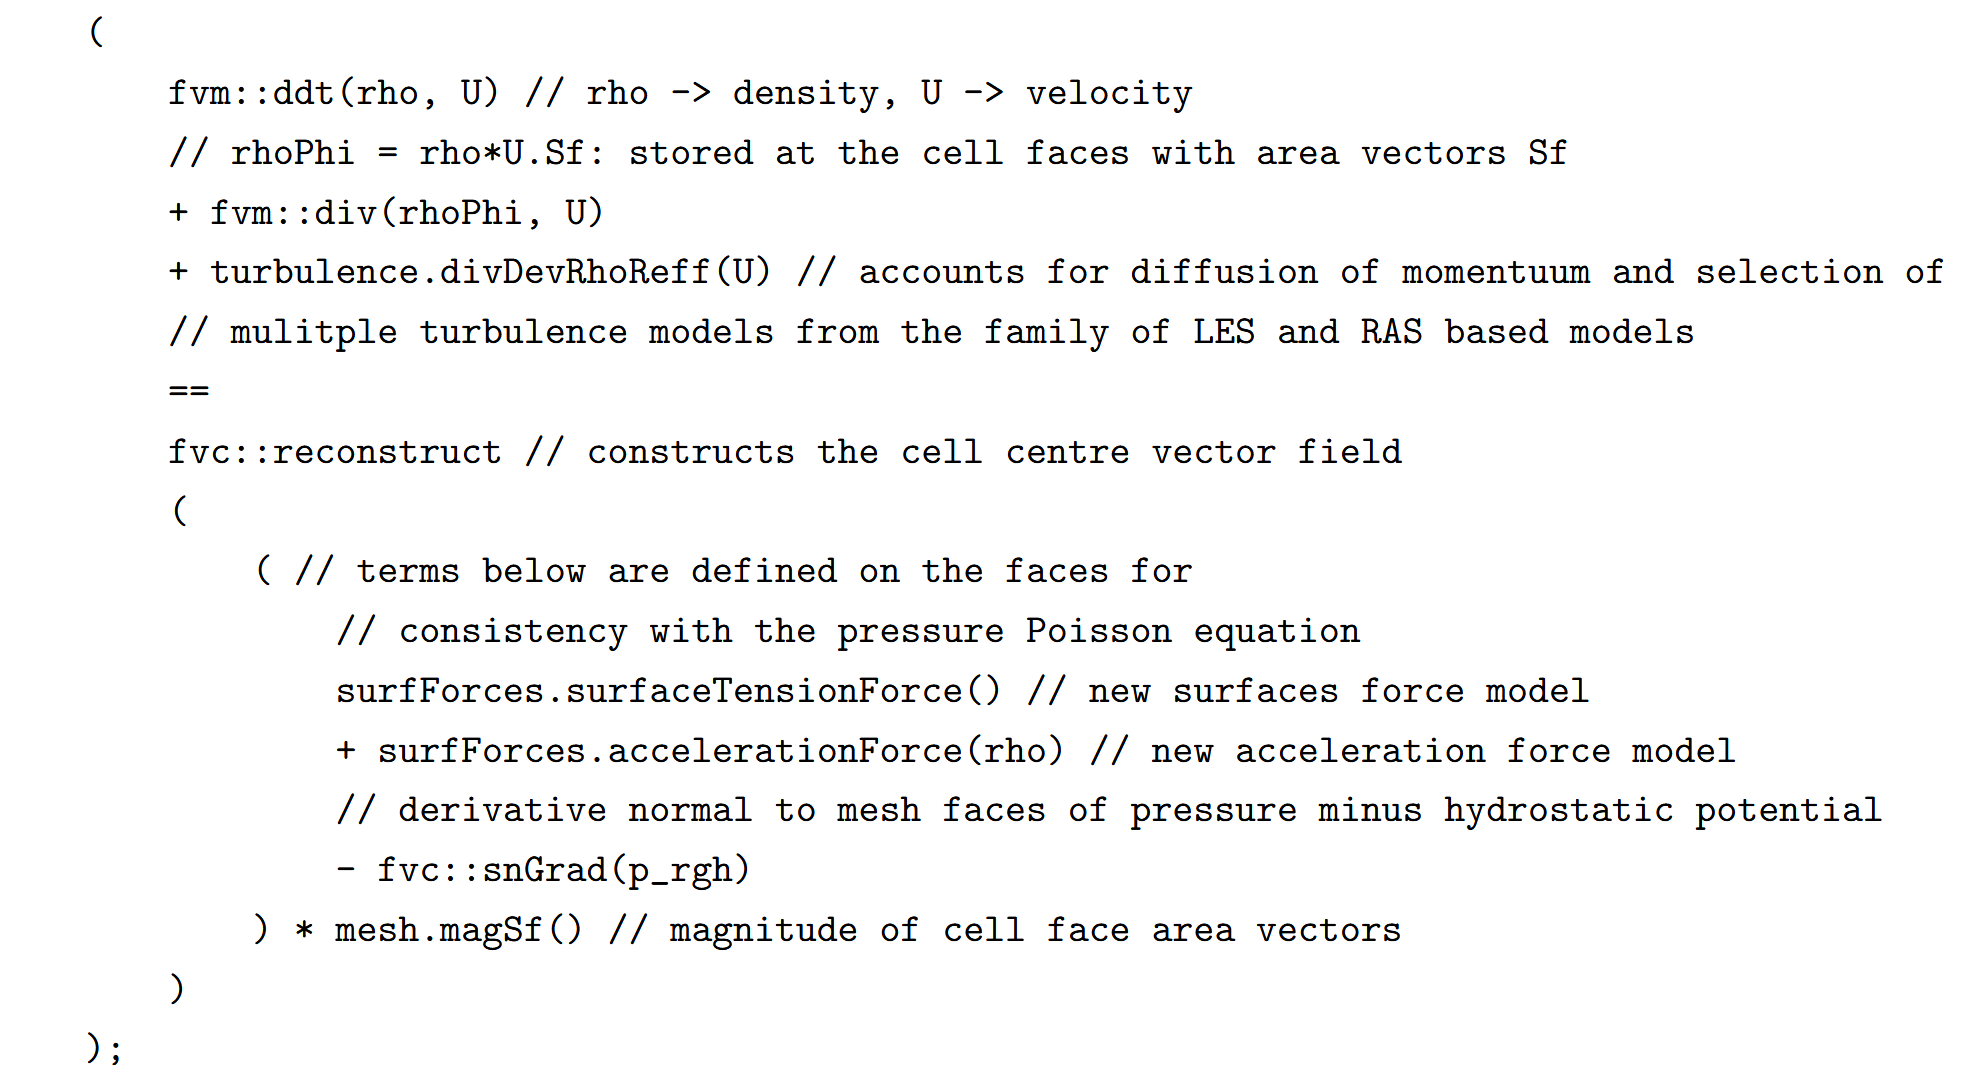 (
fvm::ddt(rho, U) // rho -> density, U -> velocity
// rhoPhi = rho*U.Sf: stored at the cell faces with area vectors Sf
+ fvm::div(rhoPhi, U)
+ turbulence.divDevRhoReff(U) // accounts for diffusion of momentuum and selection of
// mulitple turbulence models from the family of LES and RAS based models
==
fvc::reconstruct // constructs the cell centre vector field
(
( // terms below are defined on the faces for
// consistency with the pressure Poisson equation
surfForces.surfaceTensionForce() // new surfaces force model
+ surfForces.accelerationForce(rho) // new acceleration force model
// derivative normal to mesh faces of pressure minus hydrostatic potential
- fvc::snGrad(p_rgh)
) * mesh.magSf() // magnitude of cell face area vectors
)
);